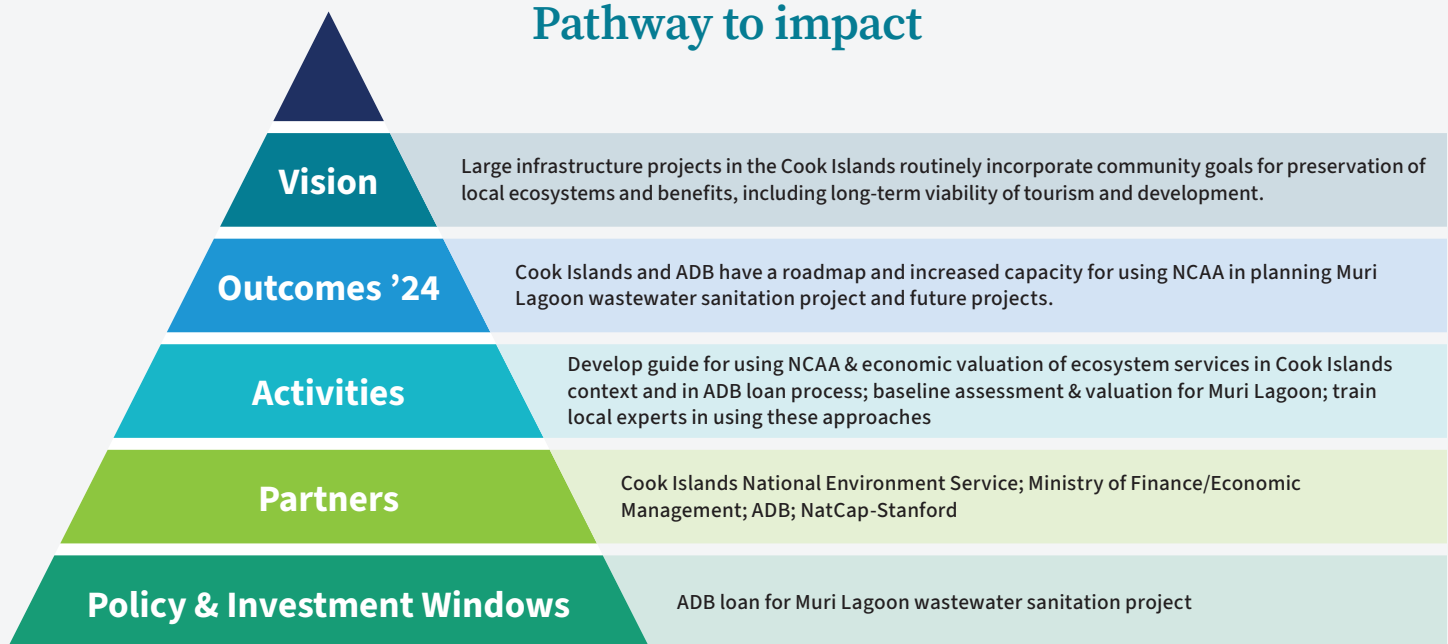 Pathway to impact
Vision
Large infrastructure projects in the Cook Islands routinely incorporate community goals for preservation of
local ecosystems and benefits, including long-term viability of tourism and development.
Outcomes ’24
Cook Islands and ADB have a roadmap and increased capacity for using NCAA in planning Muri
Lagoon wastewater sanitation project and future projects.
Activities
Develop guide for using NCAA & economic valuation of ecosystem services in Cook Islands
context and in ADB loan process; baseline assessment & valuation for Muri Lagoon; train
local experts in using these approaches
Partners
Cook Islands National Environment Service; Ministry of Finance/Economic
Management; ADB; NatCap-Stanford
Policy & Investment Windows
ADB loan for Muri Lagoon wastewater sanitation project